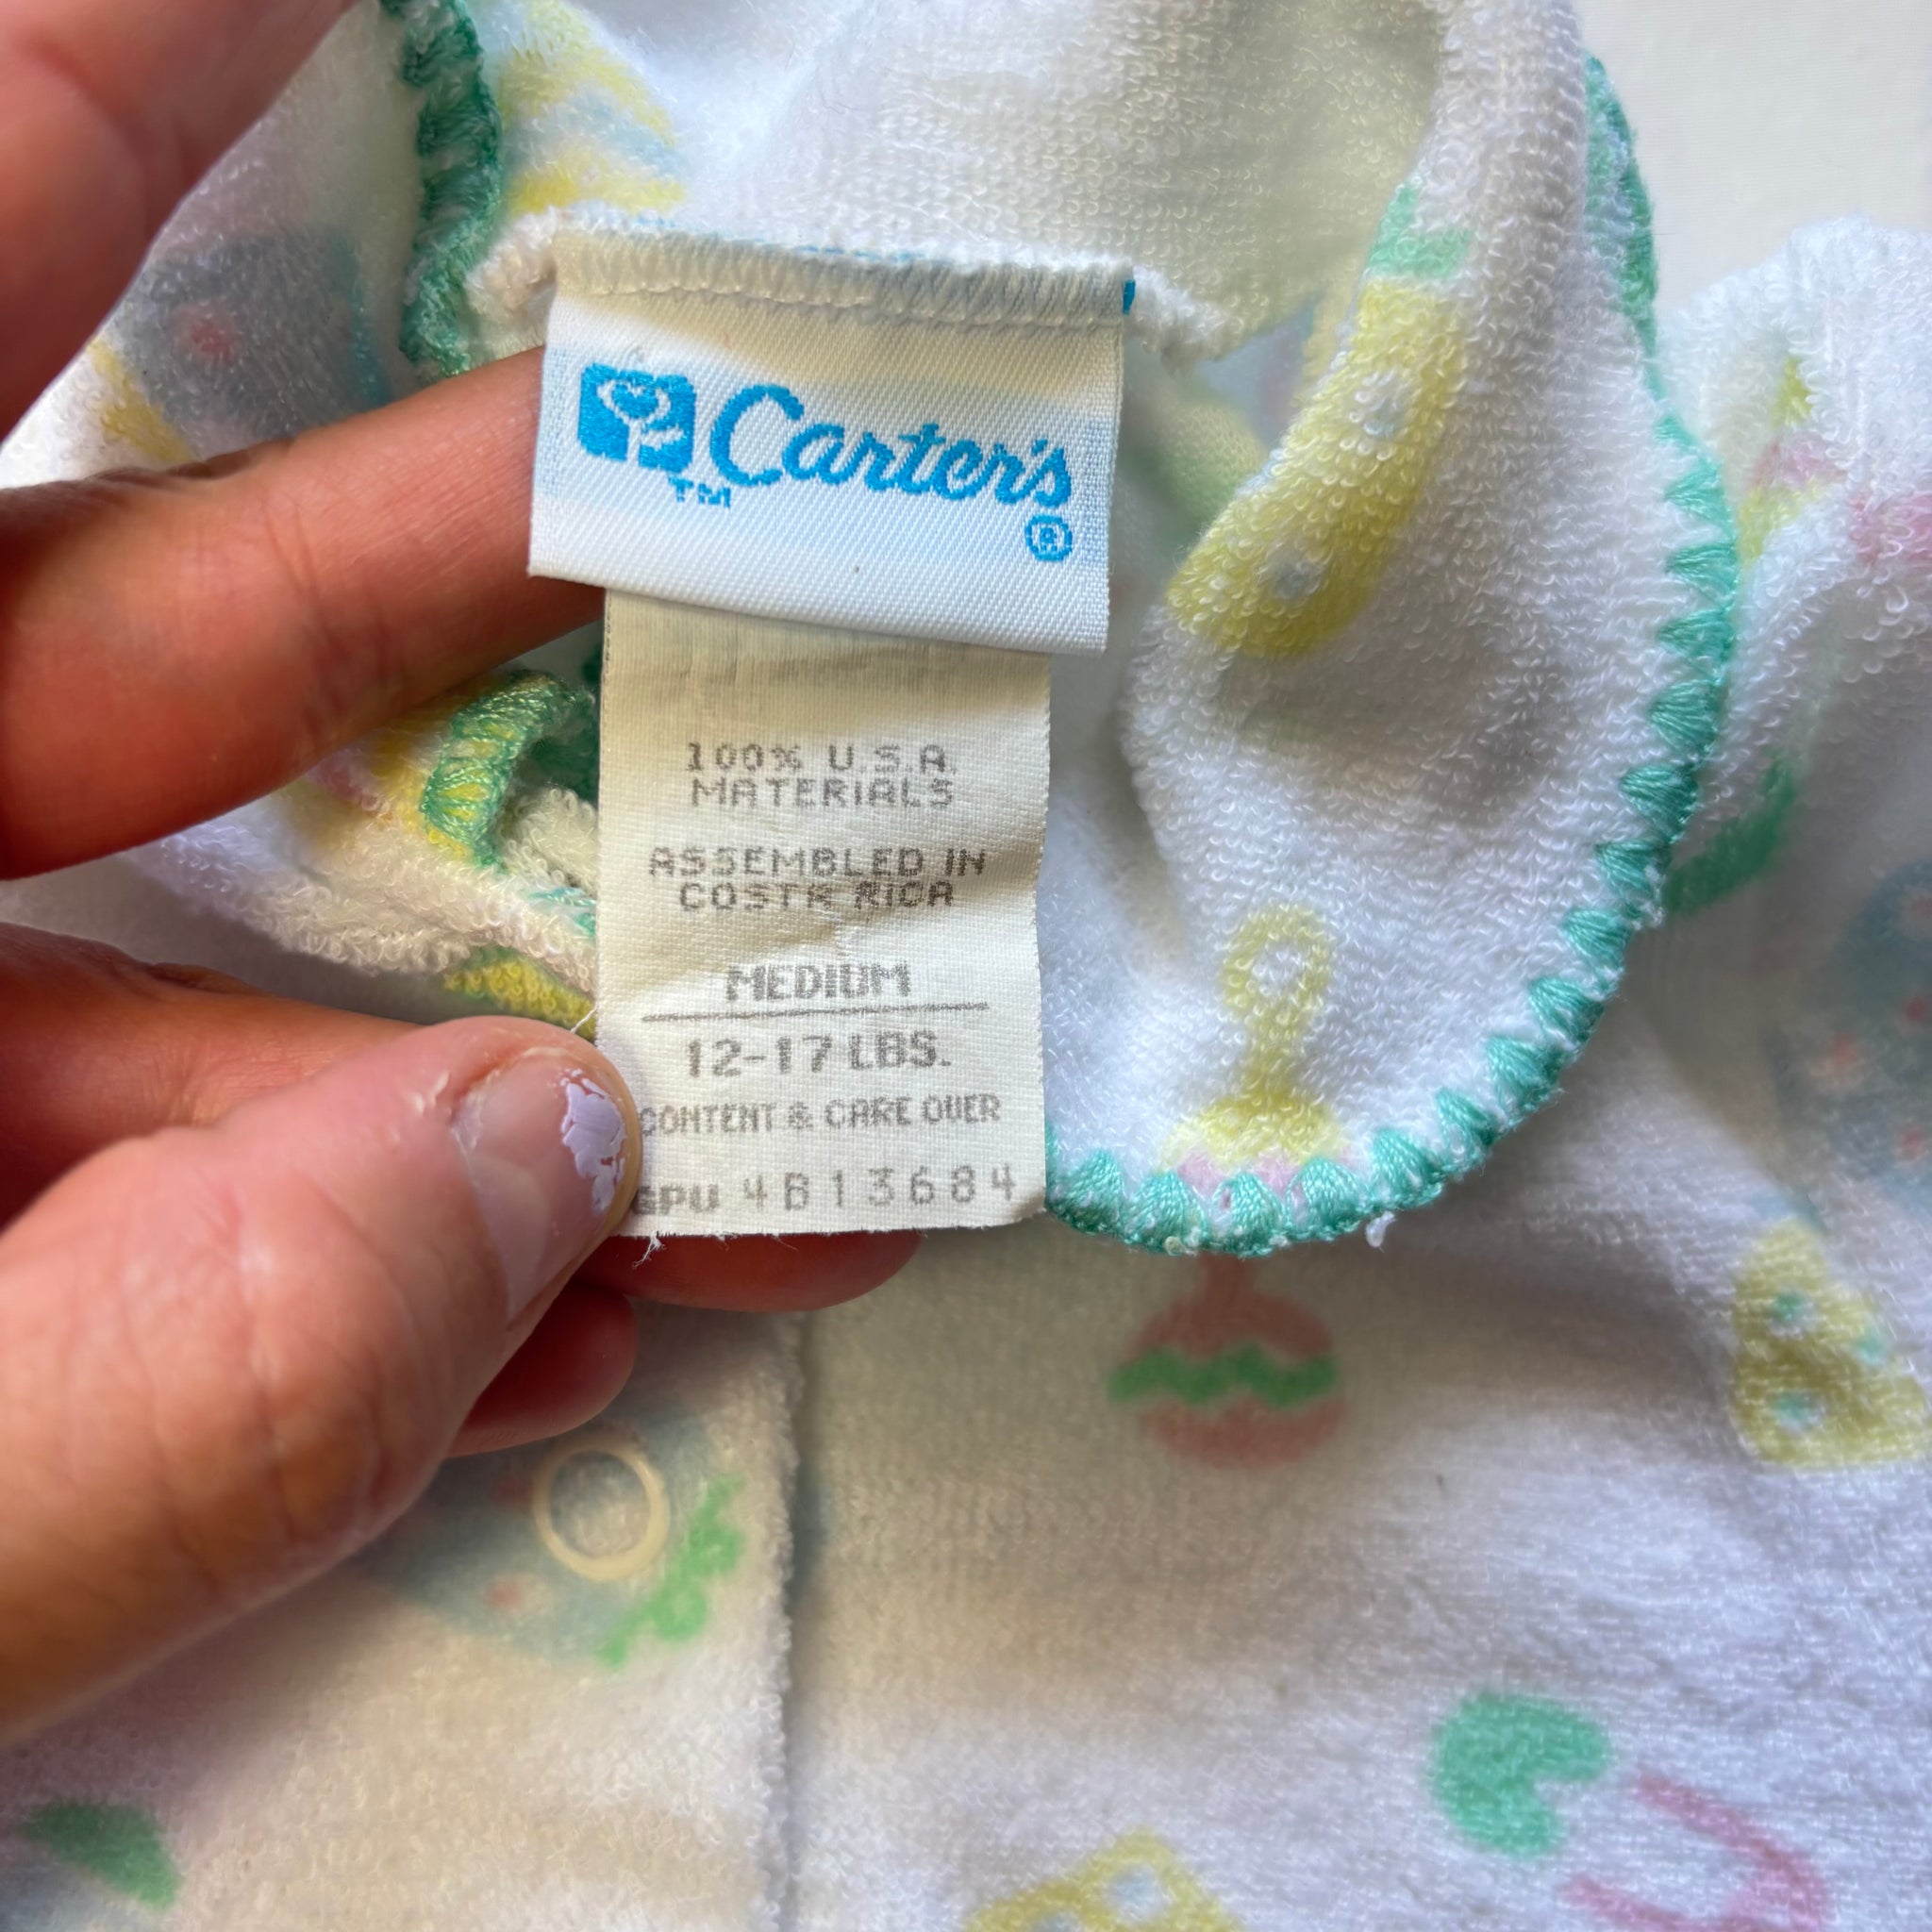 Carter's
TM
®
100% U.S.A.
MATERIALS
ASSEMBLED IN
COSTA RICA
MEDIUM
12-17 LBS.
CONTENT & CARE OVER
GPU 4B13684